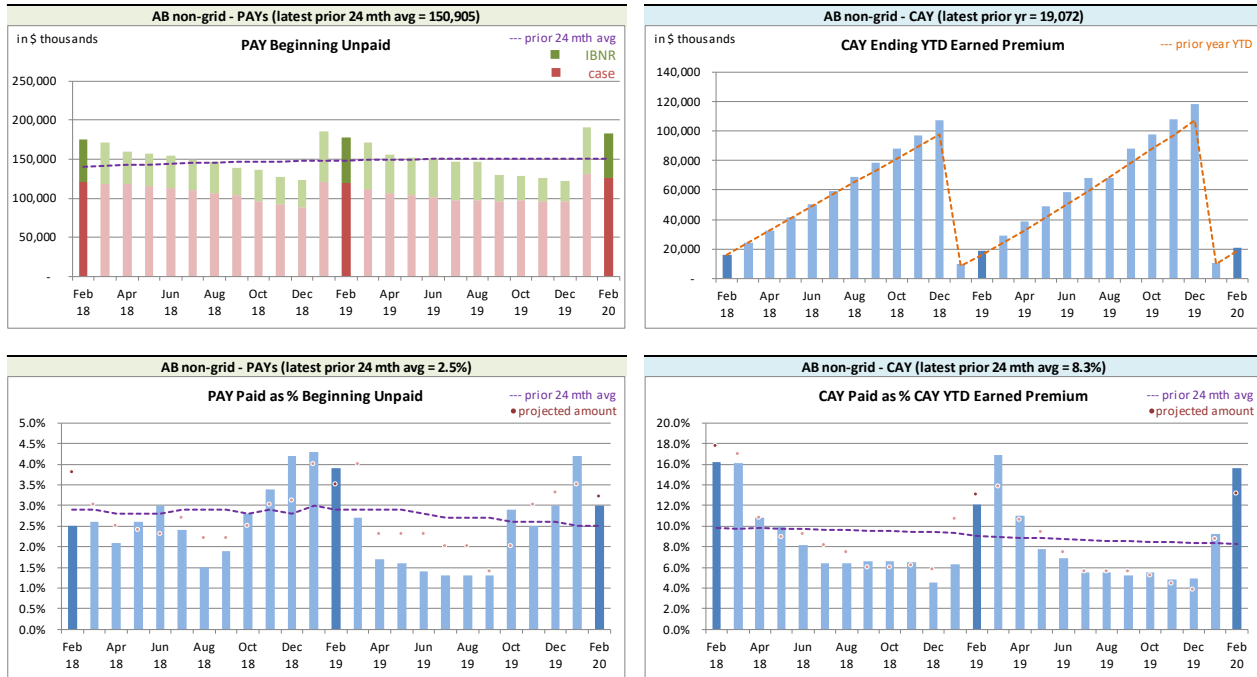 AB non-grid - PAYs (latest prior 24 mth avg = 150,905)
in $ thousands
PAY Beginning Unpaid
--- prior 24 mth avg
IBNR
case
250,000
200,000
150,000
100,000
50,000
-
Feb Apr Jun Aug Oct Dec Feb Apr Jun Aug Oct Dec Feb
18 18 18 18 18 18 19 19 19 19 19 19 20
AB non-grid - CAY (latest prior yr = 19,072)
in $ thousands
CAY Ending YTD Earned Premium
--- prior year YTD
140,000
120,000
100,000
80,000
60,000
40,000
20,000
-
Feb Apr Jun Aug Oct Dec Feb Apr Jun Aug Oct Dec Feb
18 18 18 18 18 18 19 19 19 19 19 19 20
AB non-grid - PAYs (latest prior 24 mth avg = 2.5%)
PAY Paid as % Beginning Unpaid
--- prior 24 mth avg
• projected amount
5.0%
4.5%
4.0%
3.5%
3.0%
2.5%
2.0%
1.5%
1.0%
0.5%
0.0%
Feb Apr Jun Aug Oct Dec Feb Apr Jun Aug Oct Dec Feb
18 18 18 18 18 18 19 19 19 19 19 19 20
AB non-grid - CAY (latest prior 24 mth avg = 8.3%)
CAY Paid as % CAY YTD Earned Premium
--- prior 24 mth avg
• projected amount
20.0%
18.0%
16.0%
14.0%
12.0%
10.0%
8.0%
6.0%
4.0%
2.0%
0.0%
Feb Apr Jun Aug Oct Dec Feb Apr Jun Aug Oct Dec Feb
18 18 18 18 18 18 19 19 19 19 19 19 20